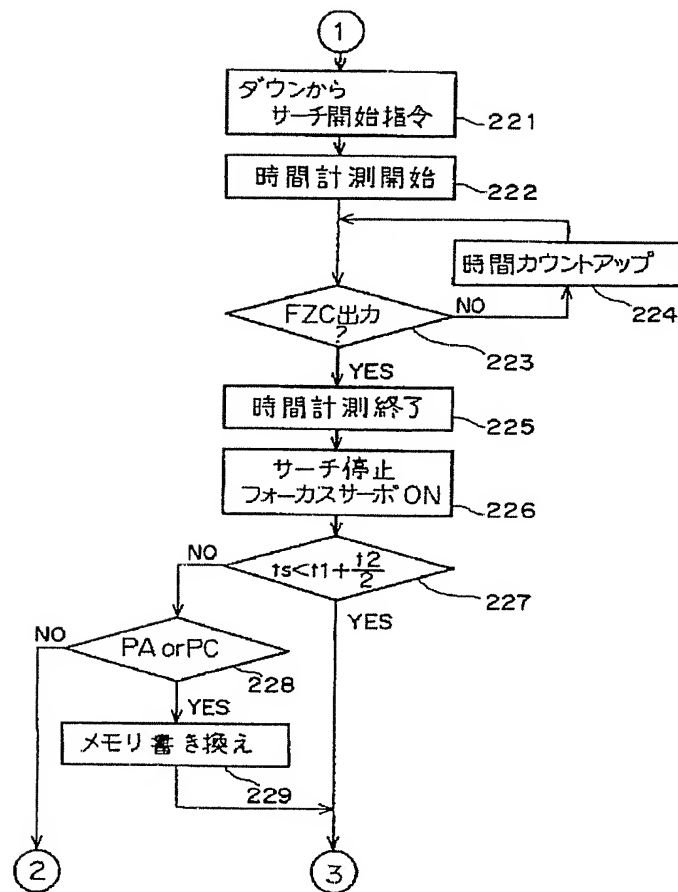 1
ダウンから
サーチ開始指令
221
時間計測開始
222
時間カウントアップ
224
FZC出力
?
NO
223
YES
時間計測終了
225
サーチ停止
フォーカスサーボON
226
NO
ts<t1+t2/2
227
YES
NO
PAorPC
228
YES
メモリ書き換え
229
2
3